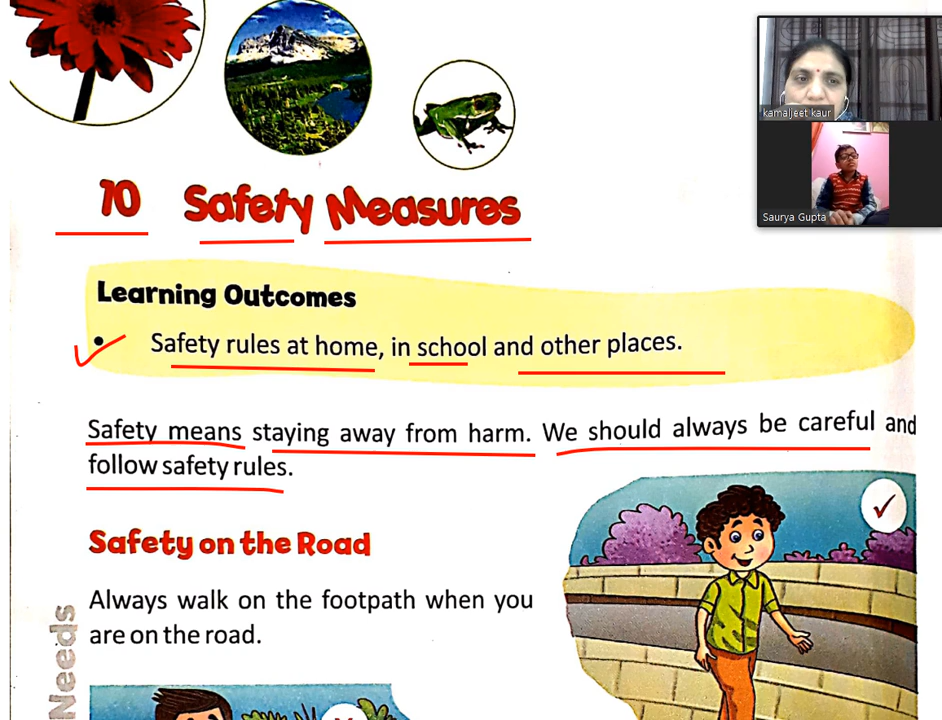 kamaljeet kaur
Saurya Gupta
10 Safety Measures
Learning Outcomes
• Safety rules at home, in school and other places.
Safety means staying away from harm. We should always be careful and
follow safety rules.
Safety on the Road
Always walk on the footpath when you
are on the road.
Needs